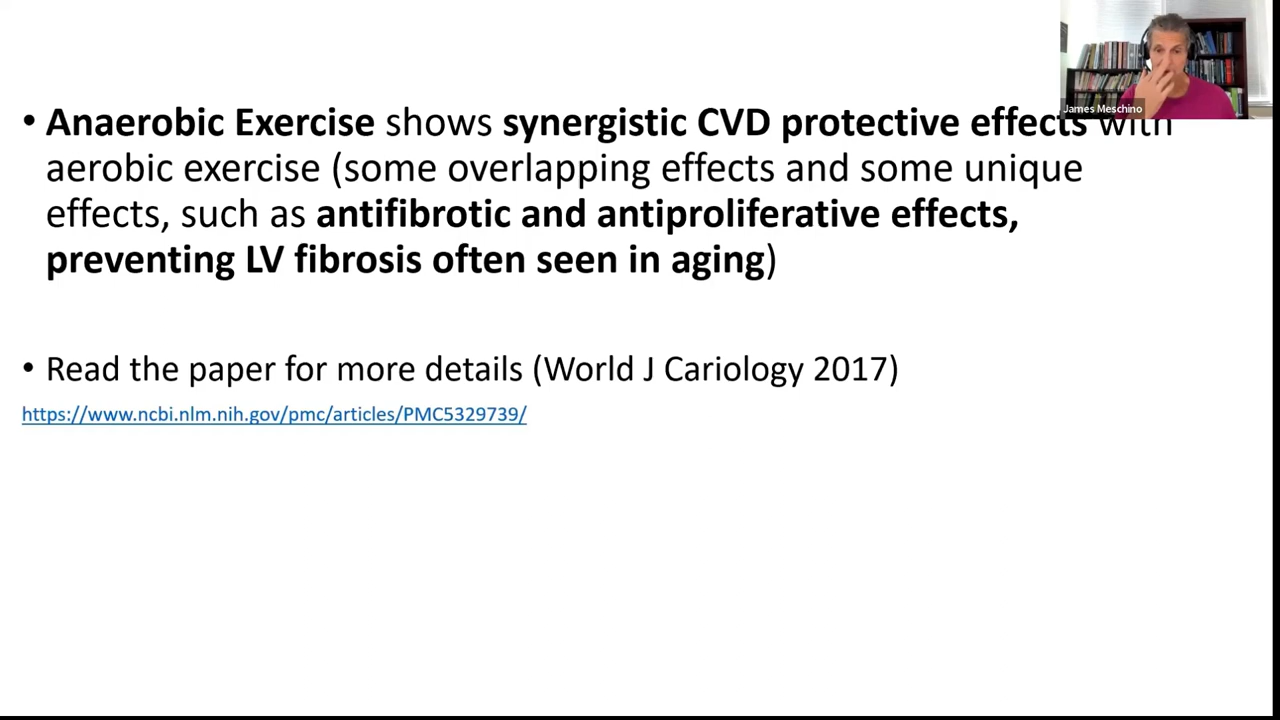 James Meschino
• Anaerobic Exercise shows synergistic CVD protective effects with
aerobic exercise (some overlapping effects and some unique
effects, such as antifibrotic and antiproliferative effects,
preventing LV fibrosis often seen in aging)
• Read the paper for more details (World J Cariology 2017)
https://www.ncbi.nlm.nih.gov/pmc/articles/PMC5329739/